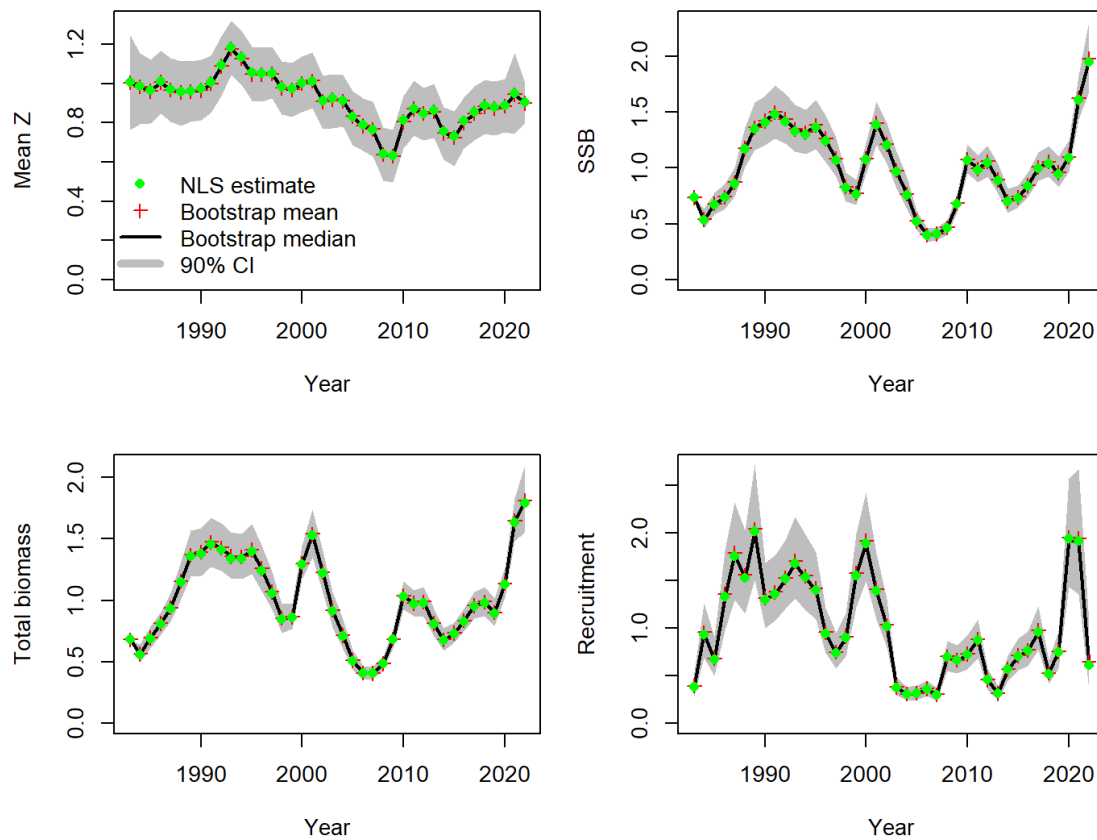 Mean Z
0.0 0.4 0.8 1.2
NLS estimate
Bootstrap mean
Bootstrap median
90% CI
1990 2000 2010 2020
Year
SSB
0.0 0.5 1.0 1.5 2.0
1990 2000 2010 2020
Year
Total biomass
0.0 0.5 1.0 1.5 2.0
1990 2000 2010 2020
Year
Recruitment
0.0 1.0 2.0
1990 2000 2010 2020
Year